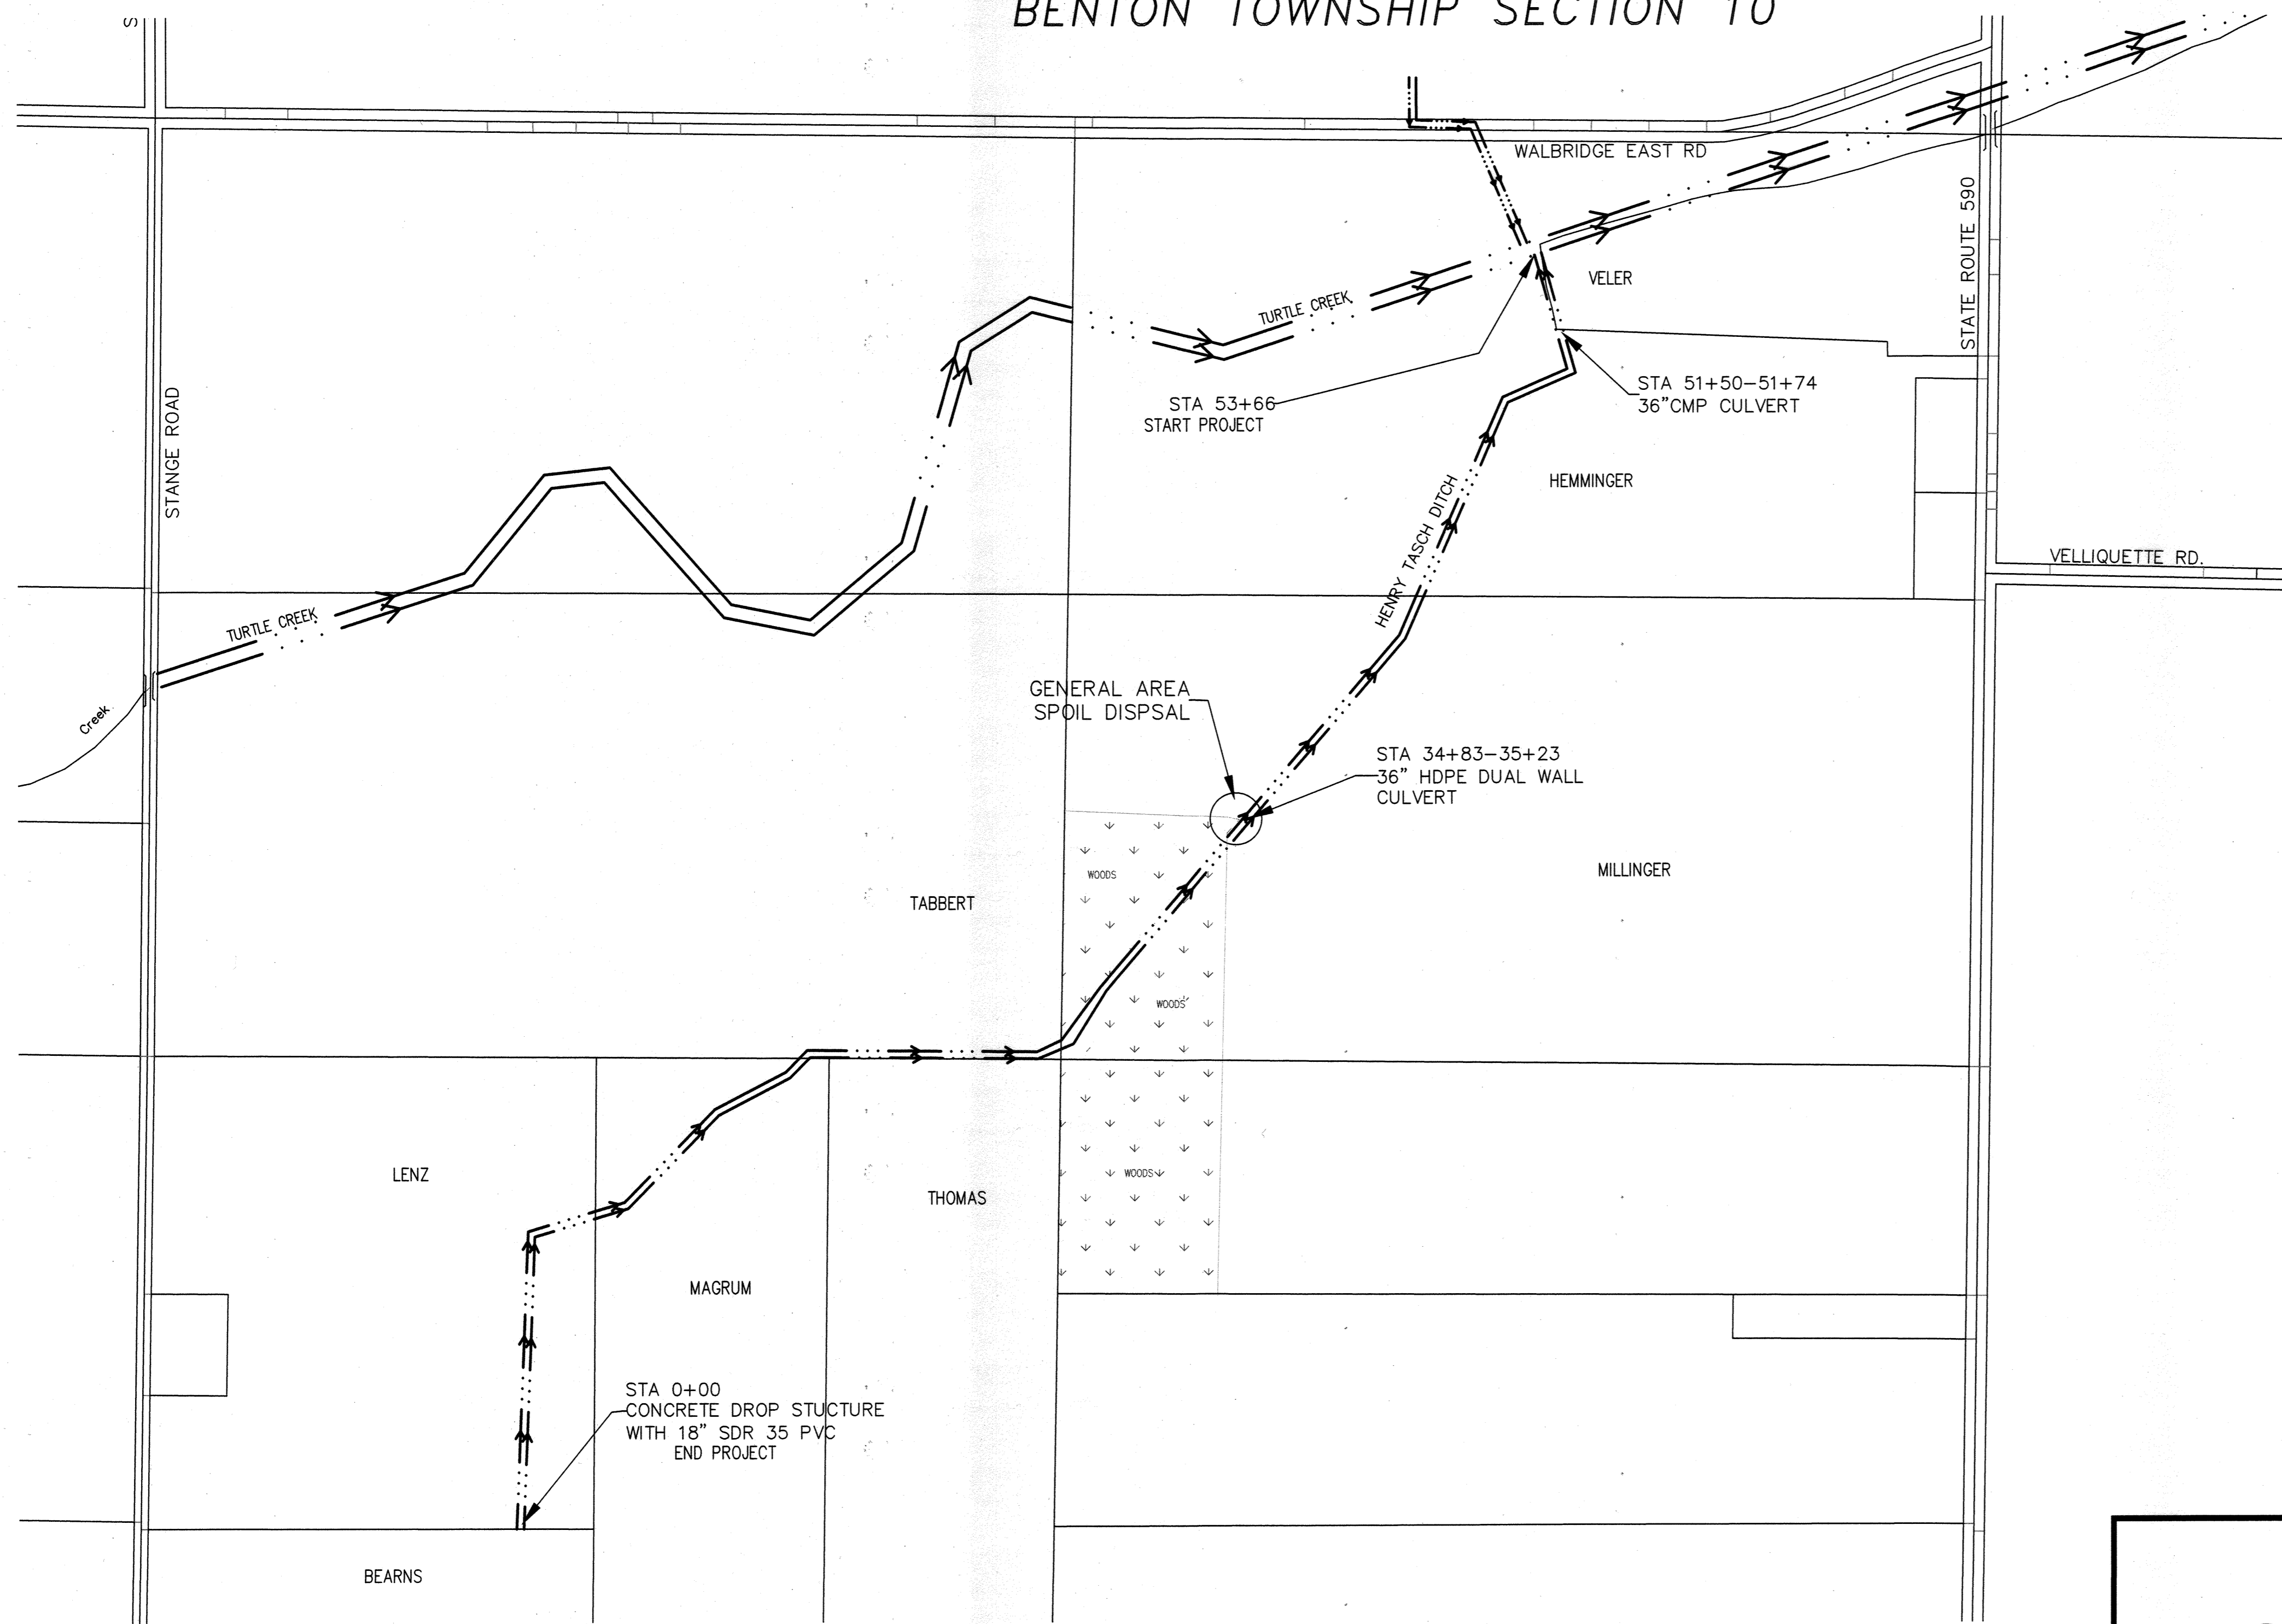 BENTON TOWNSHIP SECTION 10
S
WALBRIDGE EAST RD
STATE ROUTE 590
VELER
TURTLE CREEK
STA 53+66
START PROJECT
STA 51+50-51+74
36"CMP CULVERT
STANGE ROAD
HEMMINGER
HENRY TASCH DITCH
VELLIQUETTE RD.
TURTLE CREEK
Creek
GENERAL AREA
SPOIL DISPSAL
STA 34+83-35+23
36" HDPE DUAL WALL
CULVERT
WOODS
MILLINGER
TABBERT
WOODS
LENZ
WOODS
THOMAS
MAGRUM
STA 0+00
CONCRETE DROP STUCTURE
WITH 18" SDR 35 PVC
END PROJECT
BEARNS